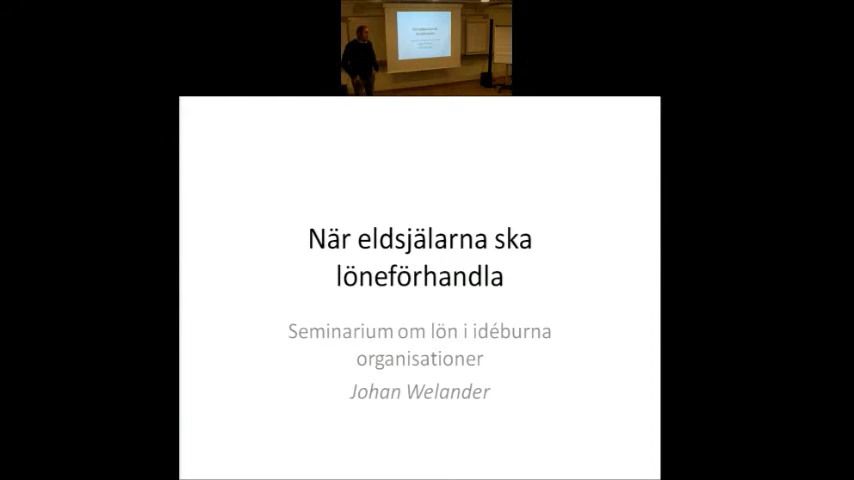 När eldsjälarna ska
löneförhandla
Seminarium om lön i idéburna
organisationer
Johan Welander